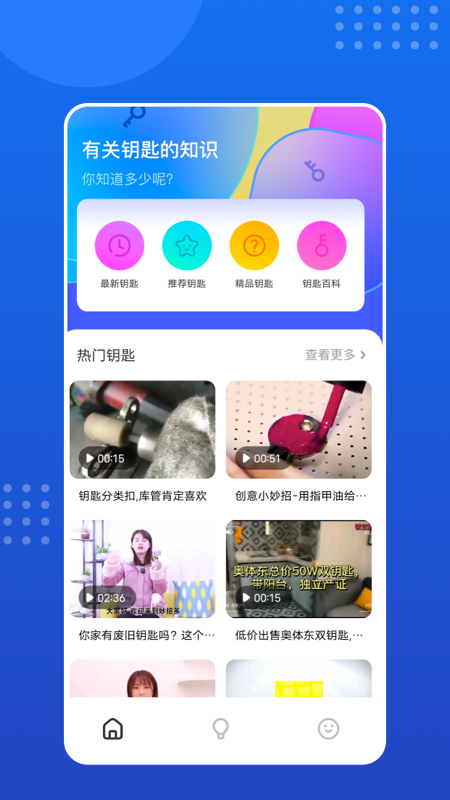 有关钥匙的知识
你知道多少呢?
最新钥匙
推荐钥匙
精品钥匙
钥匙百科
热门钥匙
查看更多
00:15
00:51
钥匙分类扣,库管肯定喜欢
创意小妙招-用指甲油给…
奥体东总价50W双钥匙，
带阳台，独立产证
02:36
00:15
你家有废旧钥匙吗？这个…
低价出售奥体东双钥匙,…